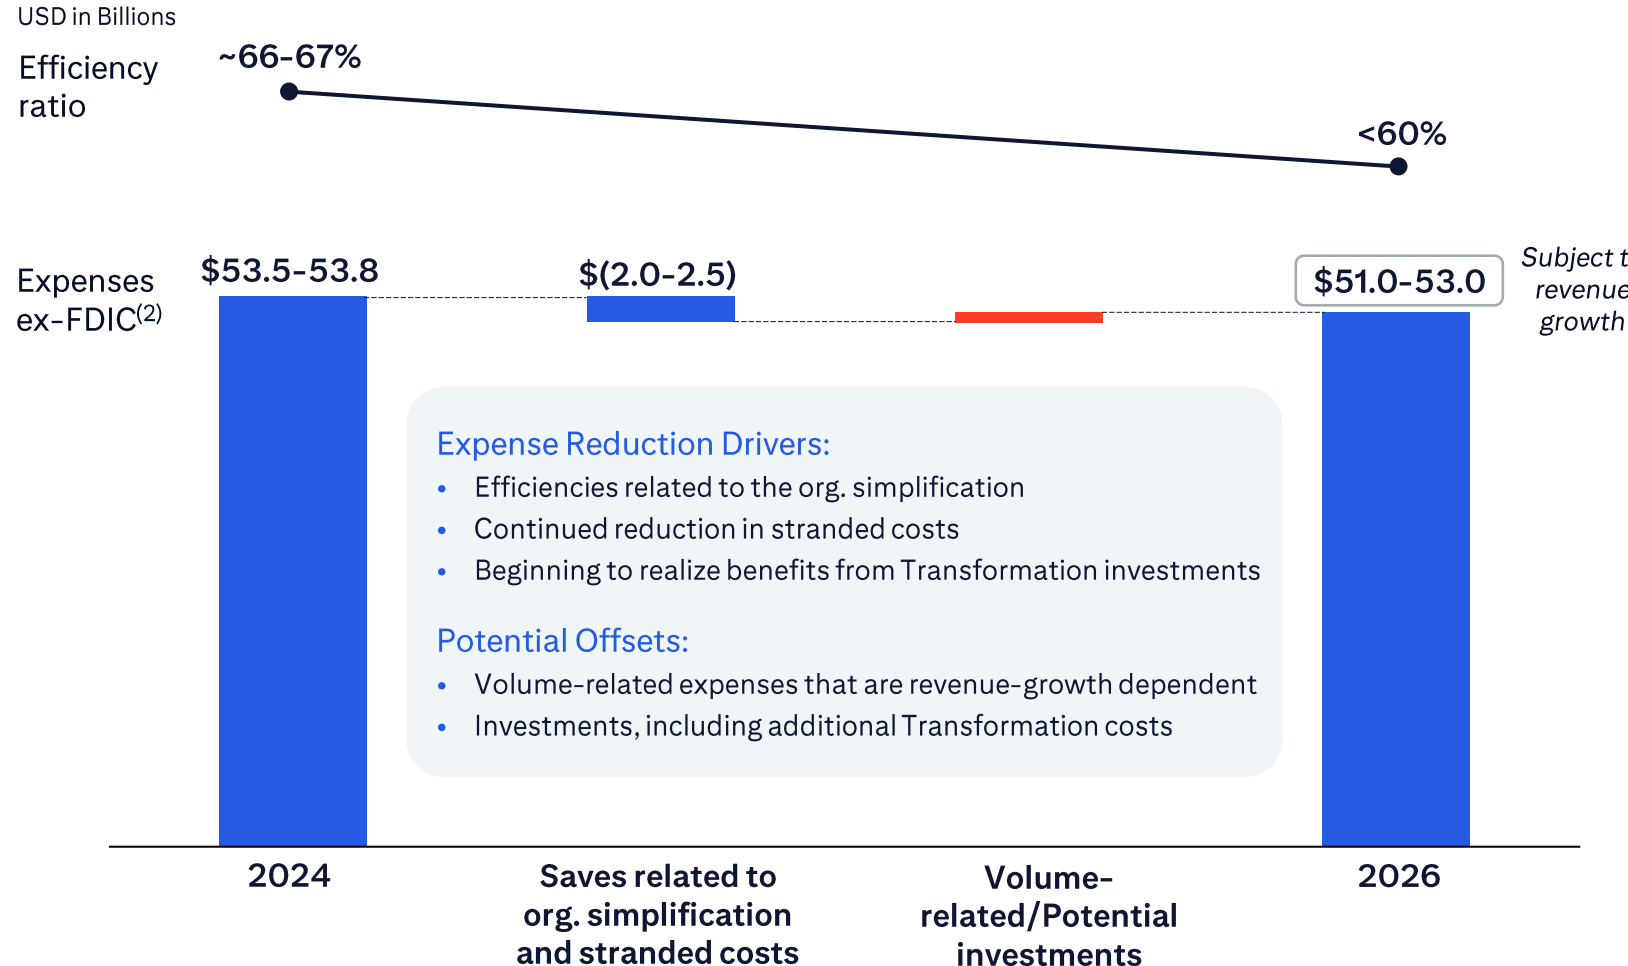 USD in Billions
Efficiency
ratio
~66-67%
<60%
Expenses
ex-FDIC(2)
$53.5-53.8
$(2.0-2.5)
$51.0-53.0
Subject t
revenue
growth
Expense Reduction Drivers:
• Efficiencies related to the org. simplification
• Continued reduction in stranded costs
• Beginning to realize benefits from Transformation investments
Potential Offsets:
• Volume-related expenses that are revenue-growth dependent
• Investments, including additional Transformation costs
2024
Saves related to
org. simplification
and stranded costs
Volume-
related/Potential
investments
2026